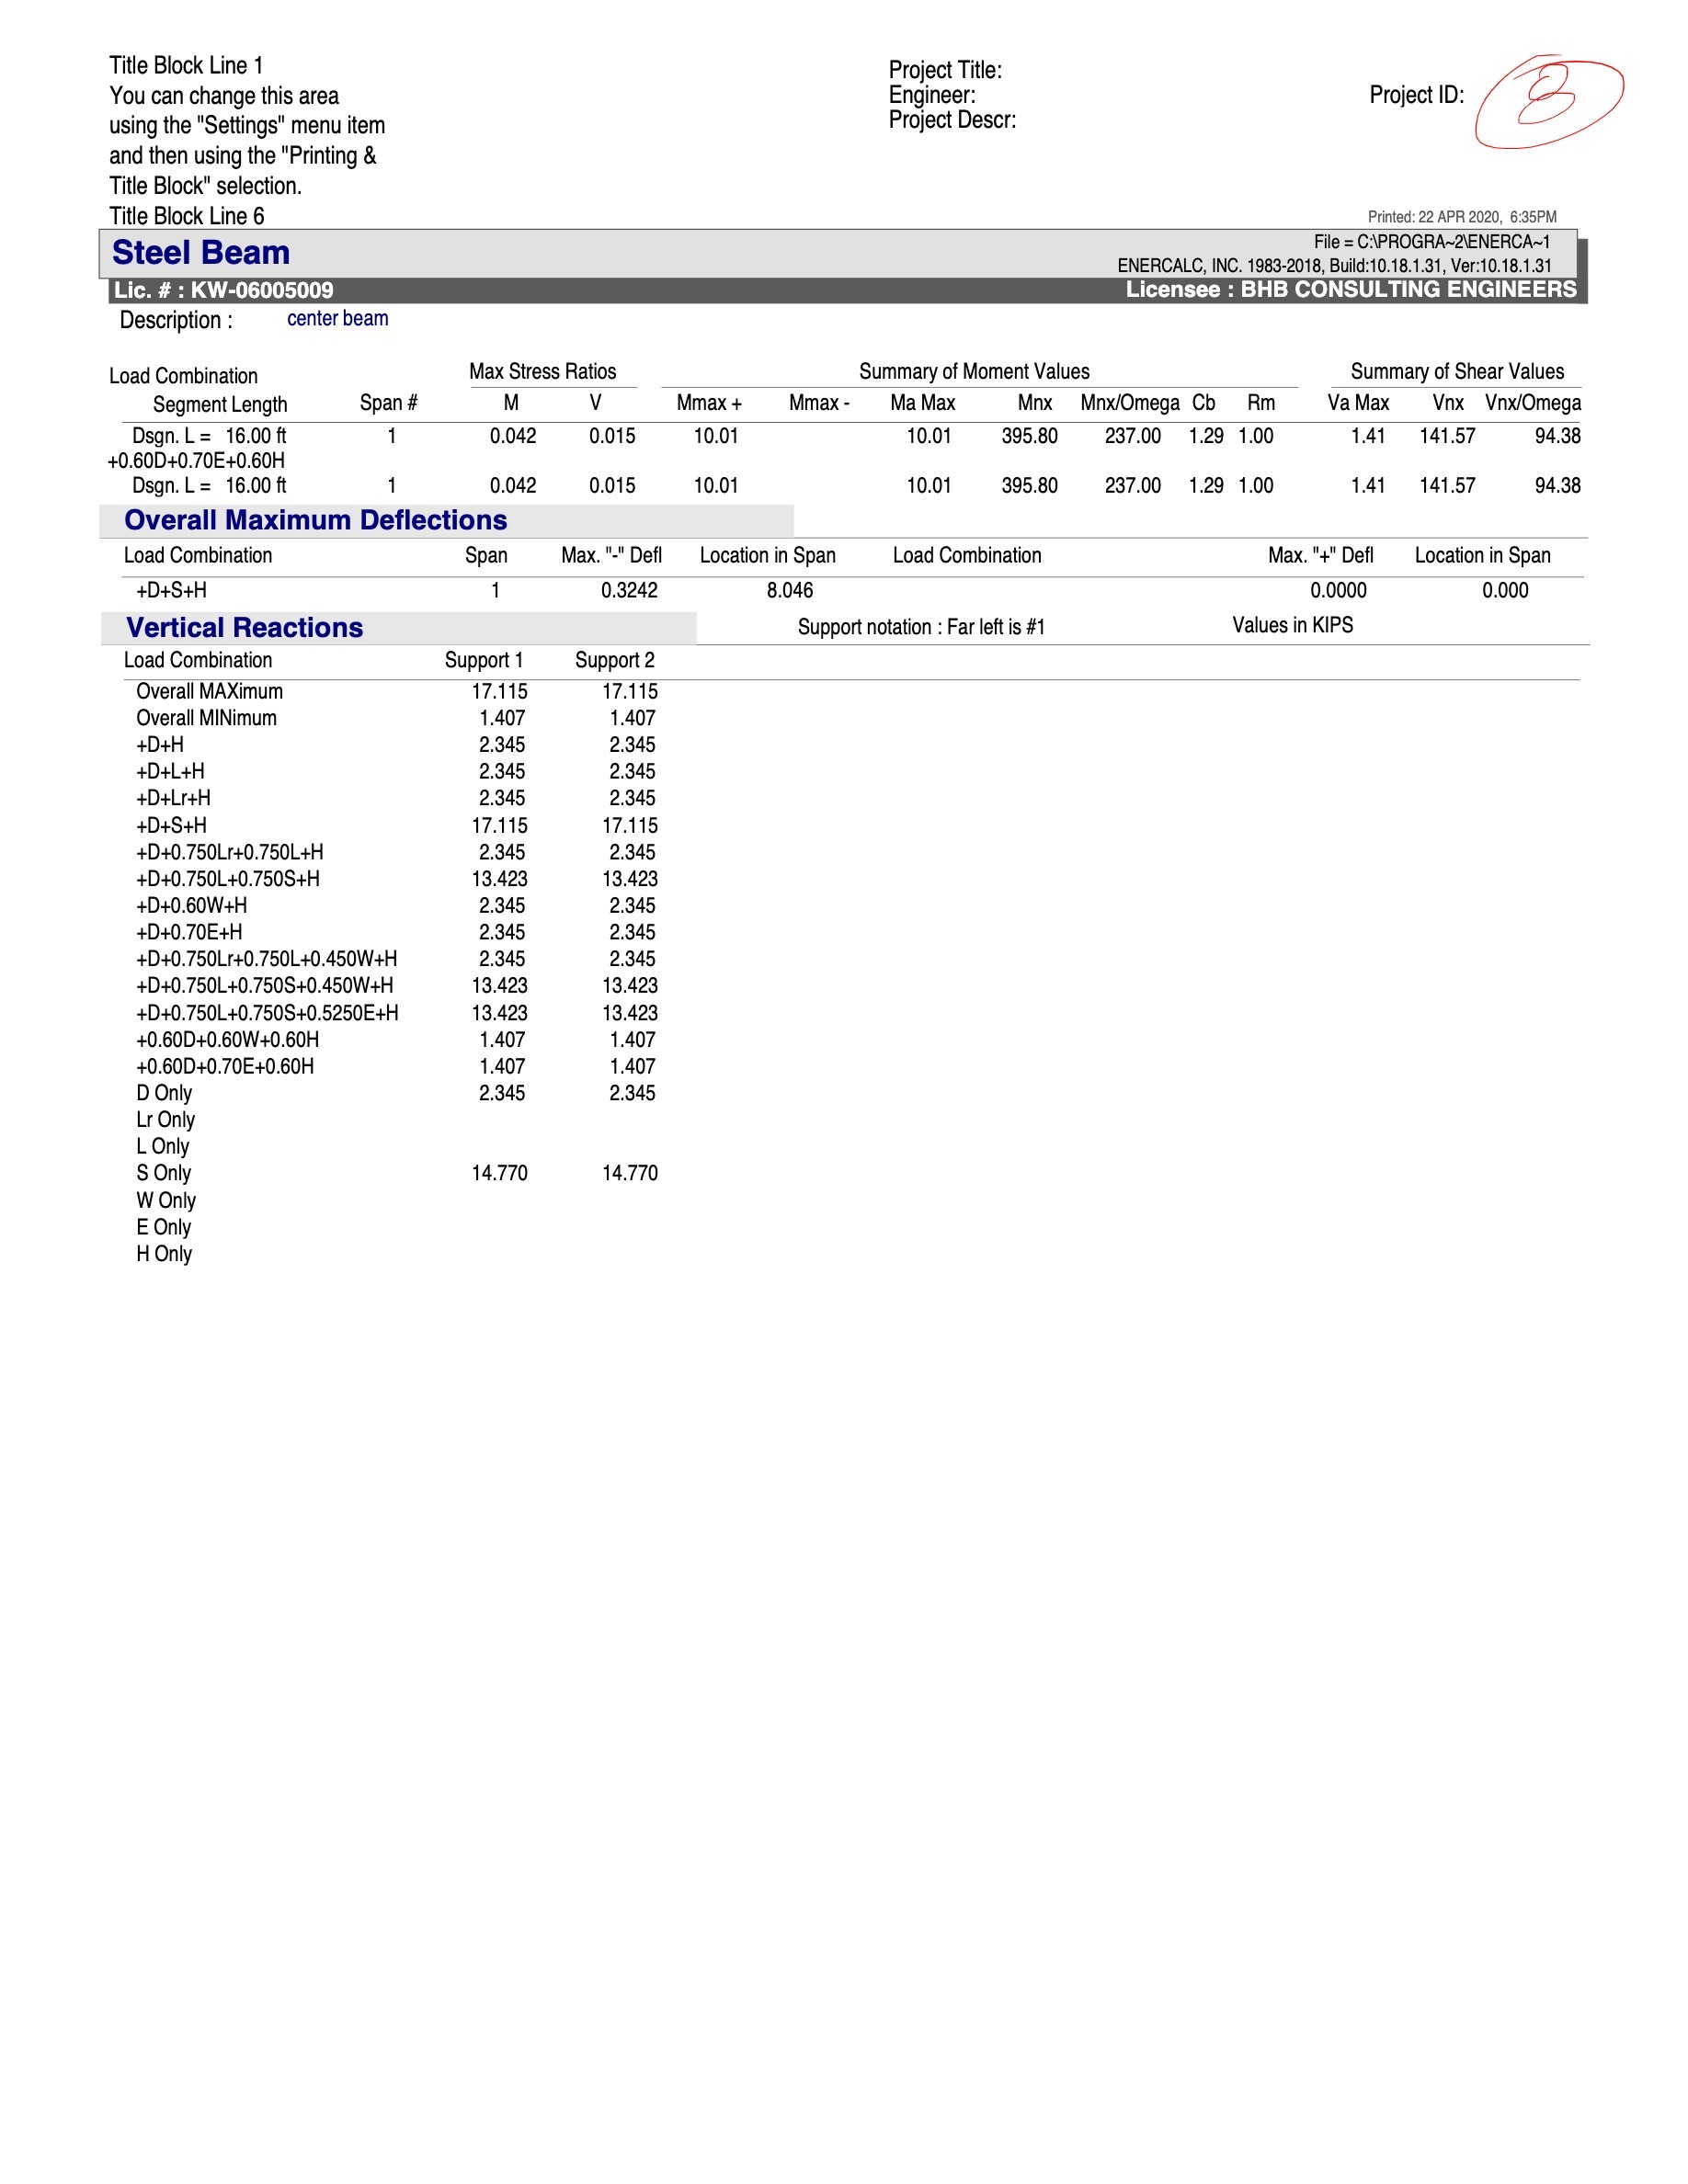 Title Block Line 1
You can change this area
using the "Settings" menu item
and then using the "Printing &
Title Block" selection.
Title Block Line 6
Project Title:
Engineer:
Project Descr:
Project ID:
Printed: 22 APR 2020, 6:35PM
Steel Beam
File = C:\PROGRA~2\ENERCA~1
ENERCALC, INC. 1983-2018, Build:10.18.1.31, Ver:10.18.1.31
Lic. # : KW-06005009 Licensee : BHB CONSULTING ENGINEERS
Description : center beam
Load Combination Max Stress Ratios Summary of Moment Values Summary of Shear Values
Segment Length Span # M V Mmax + Mmax - Ma Max Mnx Mnx/Omega Cb Rm Va Max Vnx Vnx/Omega
Dsgn. L = 16.00 ft 1 0.042 0.015 10.01 10.01 395.80 237.00 1.29 1.00 1.41 141.57 94.38
+0.60D+0.70E+0.60H
Dsgn. L = 16.00 ft 1 0.042 0.015 10.01 10.01 395.80 237.00 1.29 1.00 1.41 141.57 94.38
Overall Maximum Deflections
Load Combination Span Max. "-" Defl Location in Span Load Combination Max. "+" Defl Location in Span
+D+S+H 1 0.3242 8.046 0.0000 0.000
Vertical Reactions Support notation : Far left is #1 Values in KIPS
Load Combination Support 1 Support 2
Overall MAXimum 17.115 17.115
Overall MINimum 1.407 1.407
+D+H 2.345 2.345
+D+L+H 2.345 2.345
+D+Lr+H 2.345 2.345
+D+S+H 17.115 17.115
+D+0.750Lr+0.750L+H 2.345 2.345
+D+0.750L+0.750S+H 13.423 13.423
+D+0.60W+H 2.345 2.345
+D+0.70E+H 2.345 2.345
+D+0.750Lr+0.750L+0.450W+H 2.345 2.345
+D+0.750L+0.750S+0.450W+H 13.423 13.423
+D+0.750L+0.750S+0.5250E+H 13.423 13.423
+0.60D+0.60W+0.60H 1.407 1.407
+0.60D+0.70E+0.60H 1.407 1.407
D Only 2.345 2.345
Lr Only
L Only
S Only 14.770 14.770
W Only
E Only
H Only